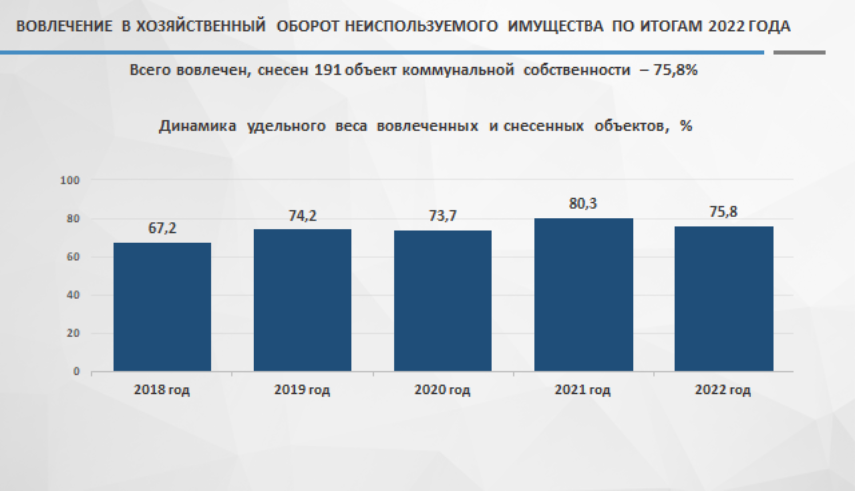 ВОВЛЕЧЕНИЕ В ХОЗЯЙСТВЕННЫЙ ОБОРОТ НЕИСПОЛЬЗУЕМОГО ИМУЩЕСТВА ПО ИТОГАМ 2022 ГОДА
Всего вовлечен, снесен 191 объект коммунальной собственности – 75,8%
Динамика удельного веса вовлеченных и снесенных объектов, %
100
80
60
40
20
0
67,2
74,2
73,7
80,3
75,8
2018 год 2019 год 2020 год 2021 год 2022 год